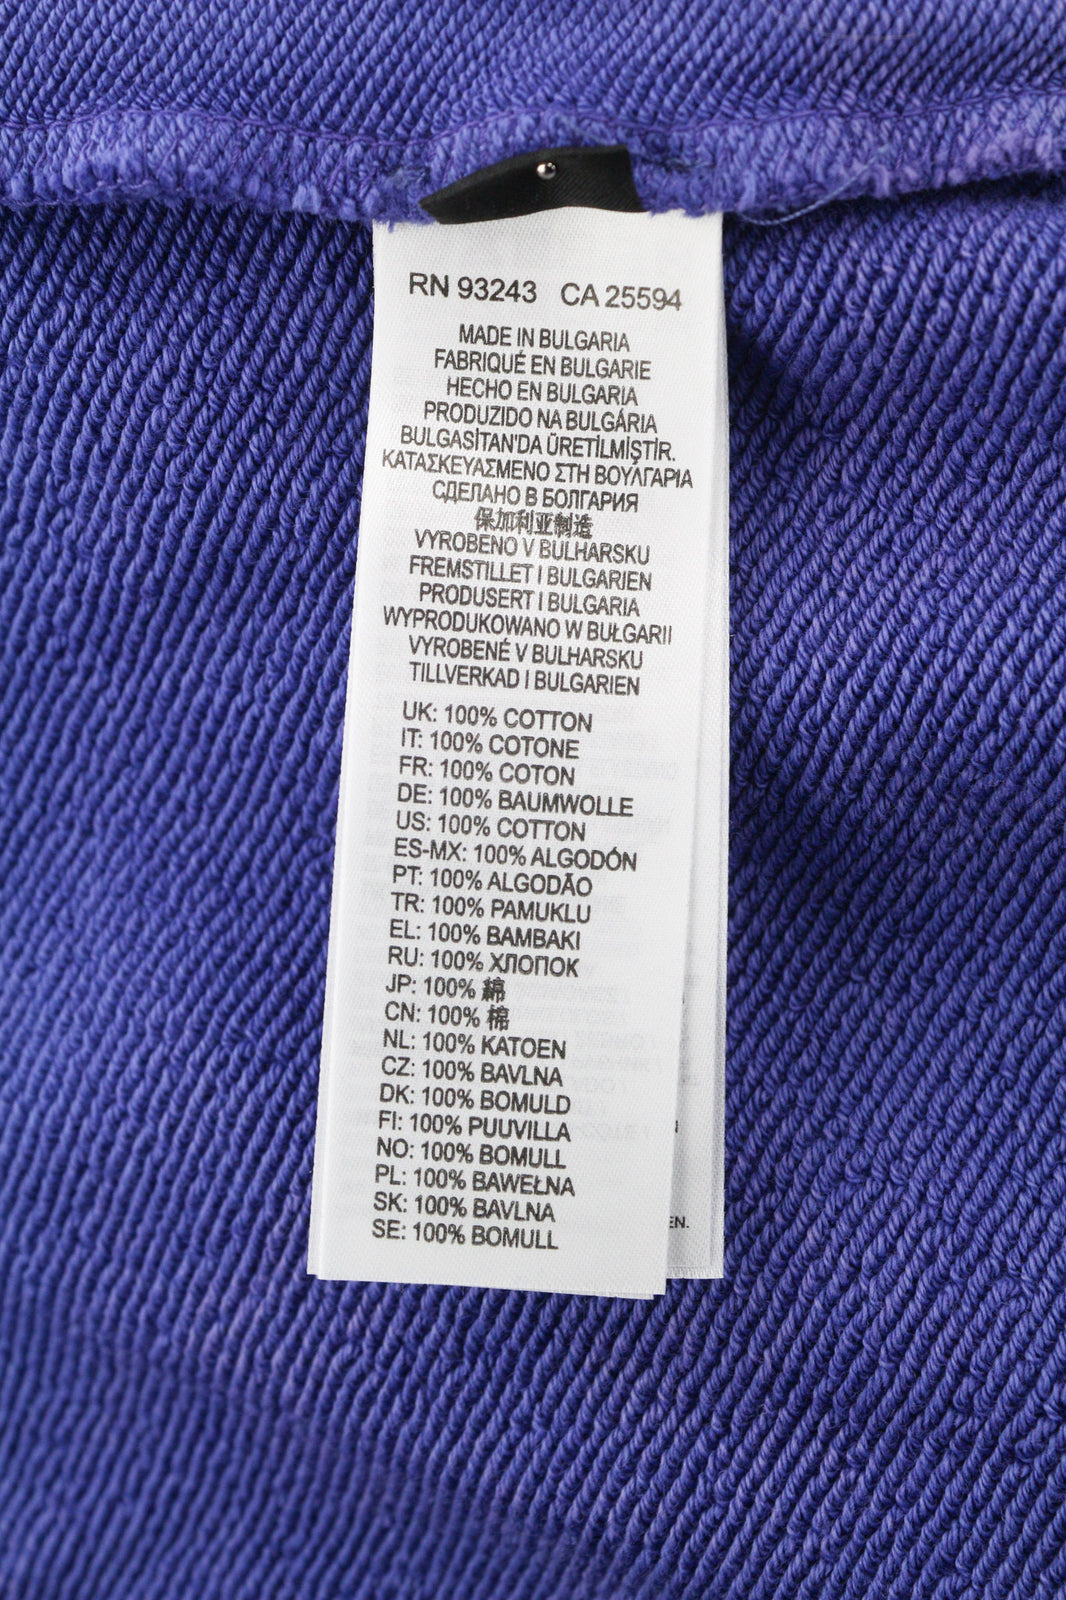 RN 93243 CA 25594
MADE IN BULGARIA
FABRIQUÉ EN BULGARIE
HECHO EN BULGARIA
PRODUZIDO NA BULGÁRIA
BULGASİTAN'DA ÜRETİLMİŞTİR.
ΚΑΤΑΣΚΕΥΑΣΜΕΝΟ ΣΤΗ ΒΟΥΛΓΑΡΙΑ
СДЕЛАНО В БОЛГАРИЯ
保加利亚制造
VYROBENO V BULHARSKU
FREMSTILLET I BULGARIEN
PRODUSERT I BULGARIA
WYPRODUKOWANO W BUŁGARII
VYROBENÉ V BULHARSKU
TILLVERKAD I BULGARIEN
UK: 100% COTTON
IT: 100% COTONE
FR: 100% COTON
DE: 100% BAUMWOLLE
US: 100% COTTON
ES-MX: 100% ALGODÓN
PT: 100% ALGODÃO
TR: 100% PAMUKLU
EL: 100% ΒΑΜΒΑΚΙ
RU: 100% ХЛОПОК
JP: 100% 綿
CN: 100% 棉
NL: 100% KATOEN
CZ: 100% BAVLNA
DK: 100% BOMULD
FI: 100% PUUVILLA
NO: 100% BOMULL
PL: 100% BAWEŁNA
SK: 100% BAVLNA
SE: 100% BOMULL
EN.